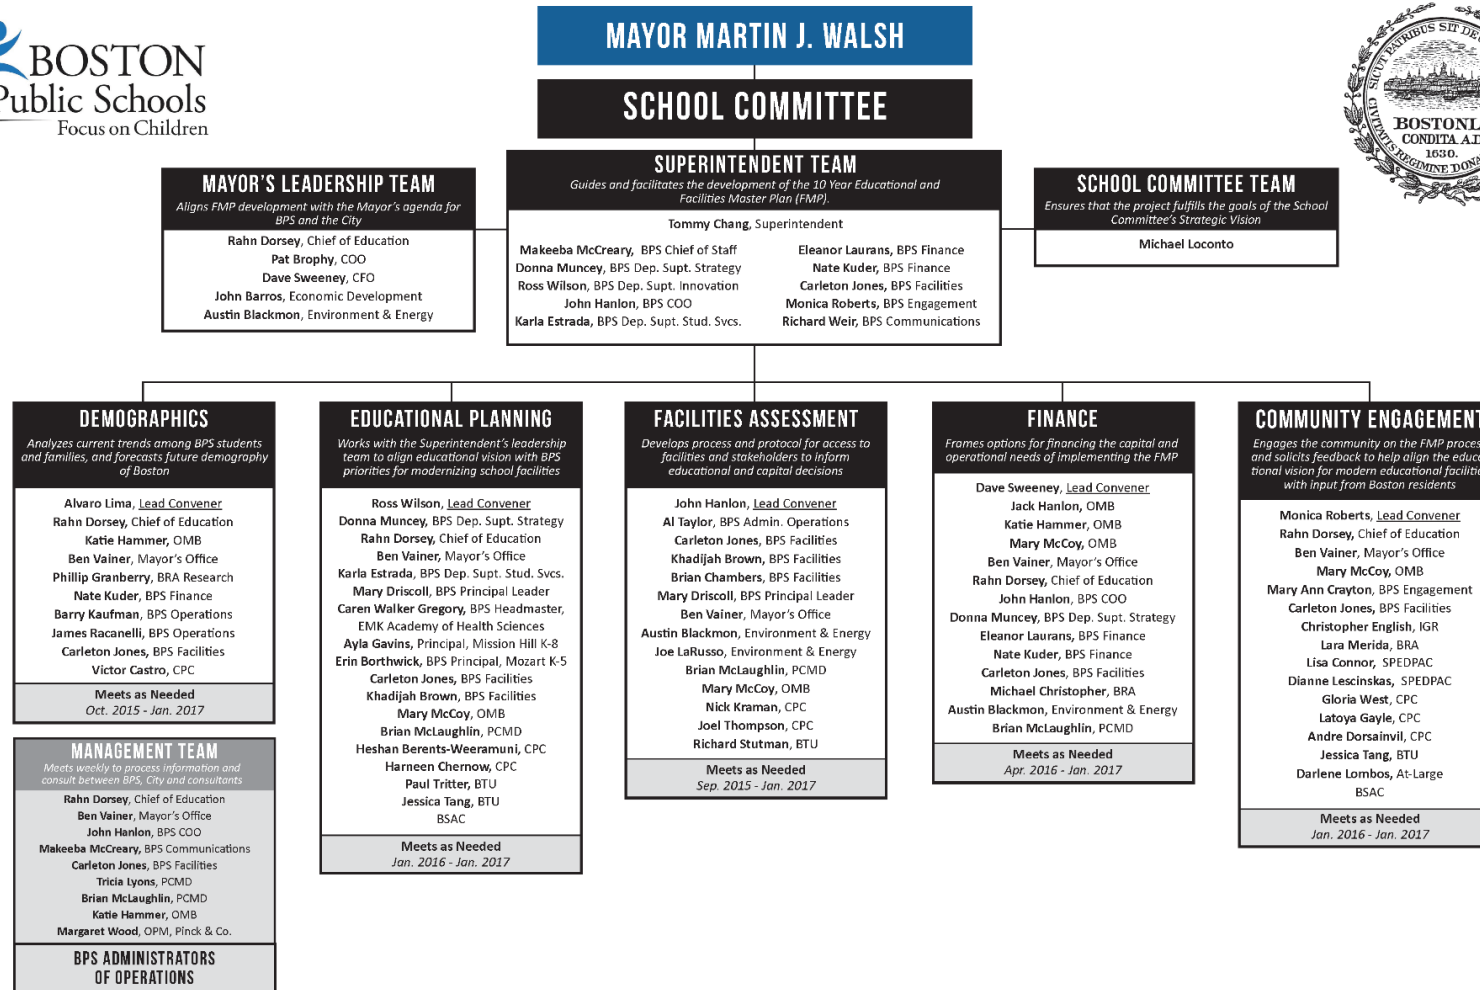 BOSTON
Public Schools
Focus on Children
MAYOR MARTIN J. WALSH
SCHOOL COMMITTEE
SICUT PATRIBUS SIT DE
CIVITATIS REGIMINE DONA
BOSTON
CONDITA A.D.
1630.
MAYOR'S LEADERSHIP TEAM
Aligns FMP development with the Mayor's agenda for
BPS and the City
Rahn Dorsey, Chief of Education
Pat Brophy, COO
Dave Sweeney, CFO
John Barros, Economic Development
Austin Blackmon, Environment & Energy
SUPERINTENDENT TEAM
Guides and facilitates the development of the 10 Year Educational and
Facilities Master Plan (FMP).
Tommy Chang, Superintendent
Makeeba McCreary, BPS Chief of Staff
Donna Muncey, BPS Dep. Supt. Strategy
Ross Wilson, BPS Dep. Supt. Innovation
John Hanlon, BPS COO
Karla Estrada, BPS Dep. Supt. Stud. Svcs.
Eleanor Laurans, BPS Finance
Nate Kuder, BPS Finance
Carleton Jones, BPS Facilities
Monica Roberts, BPS Engagement
Richard Weir, BPS Communications
SCHOOL COMMITTEE TEAM
Ensures that the project fulfills the goals of the School
Committee's Strategic Vision
Michael Loconto
DEMOGRAPHICS
Analyzes current trends among BPS students
and families, and forecasts future demography
of Boston
Alvaro Lima, Lead Convener
Rahn Dorsey, Chief of Education
Katie Hammer, OMB
Ben Vainer, Mayor's Office
Phillip Granberry, BRA Research
Nate Kuder, BPS Finance
Barry Kaufman, BPS Operations
James Racanelli, BPS Operations
Carleton Jones, BPS Facilities
Victor Castro, CPC
Meets as Needed
Oct. 2015 - Jan. 2017
MANAGEMENT TEAM
Meets weekly to process information and
consult between BPS, City and consultants
Rahn Dorsey, Chief of Education
Ben Vainer, Mayor's Office
John Hanlon, BPS COO
Makeeba McCreary, BPS Communications
Carleton Jones, BPS Facilities
Tricia Lyons, PCMD
Brian McLaughlin, PCMD
Katie Hammer, OMB
Margaret Wood, OPM, Pinck & Co.
BPS ADMINISTRATORS
OF OPERATIONS
EDUCATIONAL PLANNING
Works with the Superintendent's leadership
team to align educational vision with BPS
priorities for modernizing school facilities
Ross Wilson, Lead Convener
Donna Muncey, BPS Dep. Supt. Strategy
Rahn Dorsey, Chief of Education
Ben Vainer, Mayor's Office
Karla Estrada, BPS Dep. Supt. Stud. Svcs.
Mary Driscoll, BPS Principal Leader
Caren Walker Gregory, BPS Headmaster,
EMK Academy of Health Sciences
Ayla Gavins, Principal, Mission Hill K-8
Erin Borthwick, BPS Principal, Mozart K-5
Carleton Jones, BPS Facilities
Khadijah Brown, BPS Facilities
Mary McCoy, OMB
Brian McLaughlin, PCMD
Heshan Berents-Weeramuni, CPC
Harneen Chernow, CPC
Paul Tritter, BTU
Jessica Tang, BTU
BSAC
Meets as Needed
Jan. 2016 - Jan. 2017
FACILITIES ASSESSMENT
Develops process and protocol for access to
facilities and stakeholders to inform
educational and capital decisions
John Hanlon, Lead Convener
Al Taylor, BPS Admin. Operations
Carleton Jones, BPS Facilities
Khadijah Brown, BPS Facilities
Brian Chambers, BPS Facilities
Mary Driscoll, BPS Principal Leader
Ben Vainer, Mayor's Office
Austin Blackmon, Environment & Energy
Joe LaRusso, Environment & Energy
Brian McLaughlin, PCMD
Mary McCoy, OMB
Nick Kraman, CPC
Joel Thompson, CPC
Richard Stutman, BTU
Meets as Needed
Sep. 2015 - Jan. 2017
FINANCE
Frames options for financing the capital and
operational needs of implementing the FMP
Dave Sweeney, Lead Convener
Jack Hanlon, OMB
Katie Hammer, OMB
Mary McCoy, OMB
Ben Vainer, Mayor's Office
Rahn Dorsey, Chief of Education
John Hanlon, BPS COO
Donna Muncey, BPS Dep. Supt. Strategy
Eleanor Laurans, BPS Finance
Nate Kuder, BPS Finance
Carleton Jones, BPS Facilities
Michael Christopher, BRA
Austin Blackmon, Environment & Energy
Brian McLaughlin, PCMD
Meets as Needed
Apr. 2016 - Jan. 2017
COMMUNITY ENGAGEMENT
Engages the community on the FMP proces
and solicits feedback to help align the educa
tional vision for modern educational facilitie
with input from Boston residents
Monica Roberts, Lead Convener
Rahn Dorsey, Chief of Education
Ben Vainer, Mayor's Office
Mary McCoy, OMB
Mary Ann Crayton, BPS Engagement
Carleton Jones, BPS Facilities
Christopher English, IGR
Lara Merida, BRA
Lisa Connor, SPEDPAC
Dianne Lescinskas, SPEDPAC
Gloria West, CPC
Latoya Gayle, CPC
Andre Dorsainvil, CPC
Jessica Tang, BTU
Darlene Lombos, At-Large
BSAC
Meets as Needed
Jan. 2016 - Jan. 2017